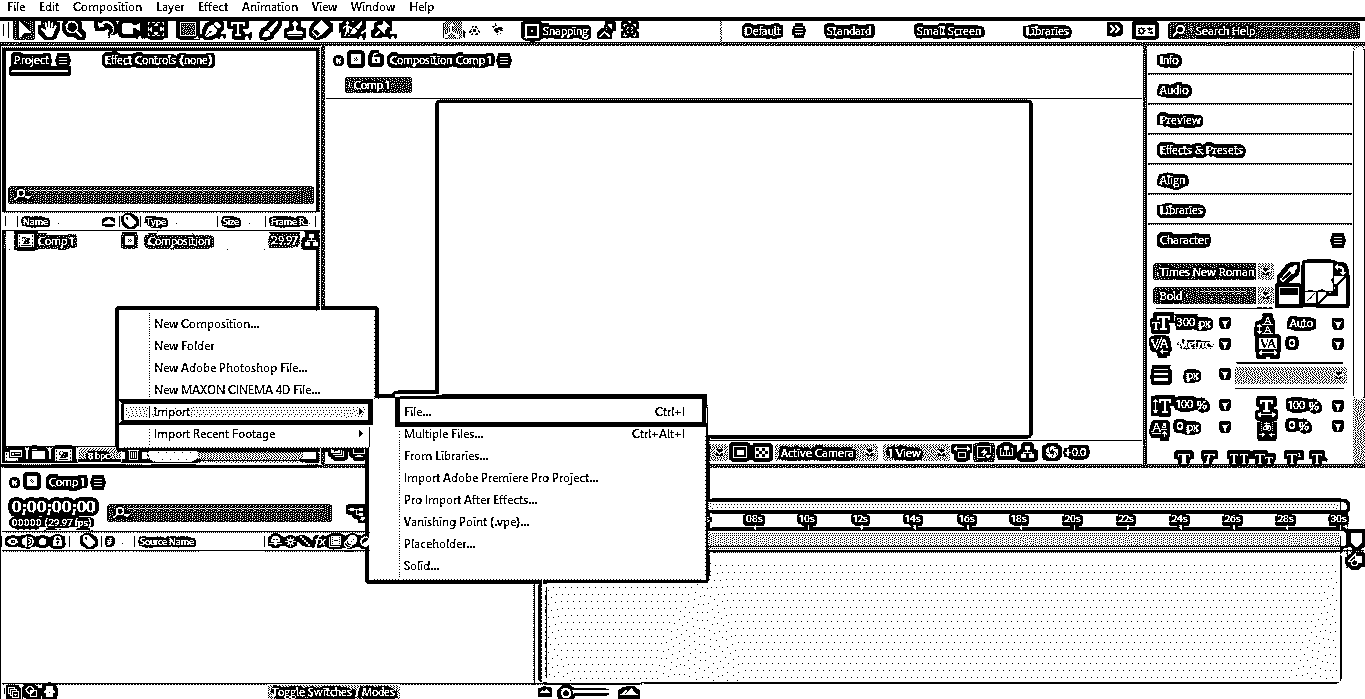 File Edit Composition Layer Effect Animation View Window Help
Snapping Default Standard Small Screen Libraries Search Help
Project Effect Controls (none)
Composition Comp 1
Comp 1
Info
Audio
Preview
Effects & Presets
Align
Libraries
Character
Times New Roman
Bold
300 px Auto
Metric 0
px
100 % 100 %
0 px 0 %
Name Type Size Frame R..
Comp 1 Composition 29.97
New Composition...
New Folder
New Adobe Photoshop File...
New MAXON CINEMA 4D File...
Import
Import Recent Footage
File... Ctrl+I
Multiple Files... Ctrl+Alt+I
From Libraries...
Import Adobe Premiere Pro Project...
Pro Import After Effects...
Vanishing Point (.vpe)...
Placeholder...
Solid...
8 bpc
Active Camera 1 View +0.0
Comp 1
0;00;00;00
00000 (29.97 fps)
08s 10s 12s 14s 16s 18s 20s 22s 24s 26s 28s 30s
# Source Name
Toggle Switches / Modes